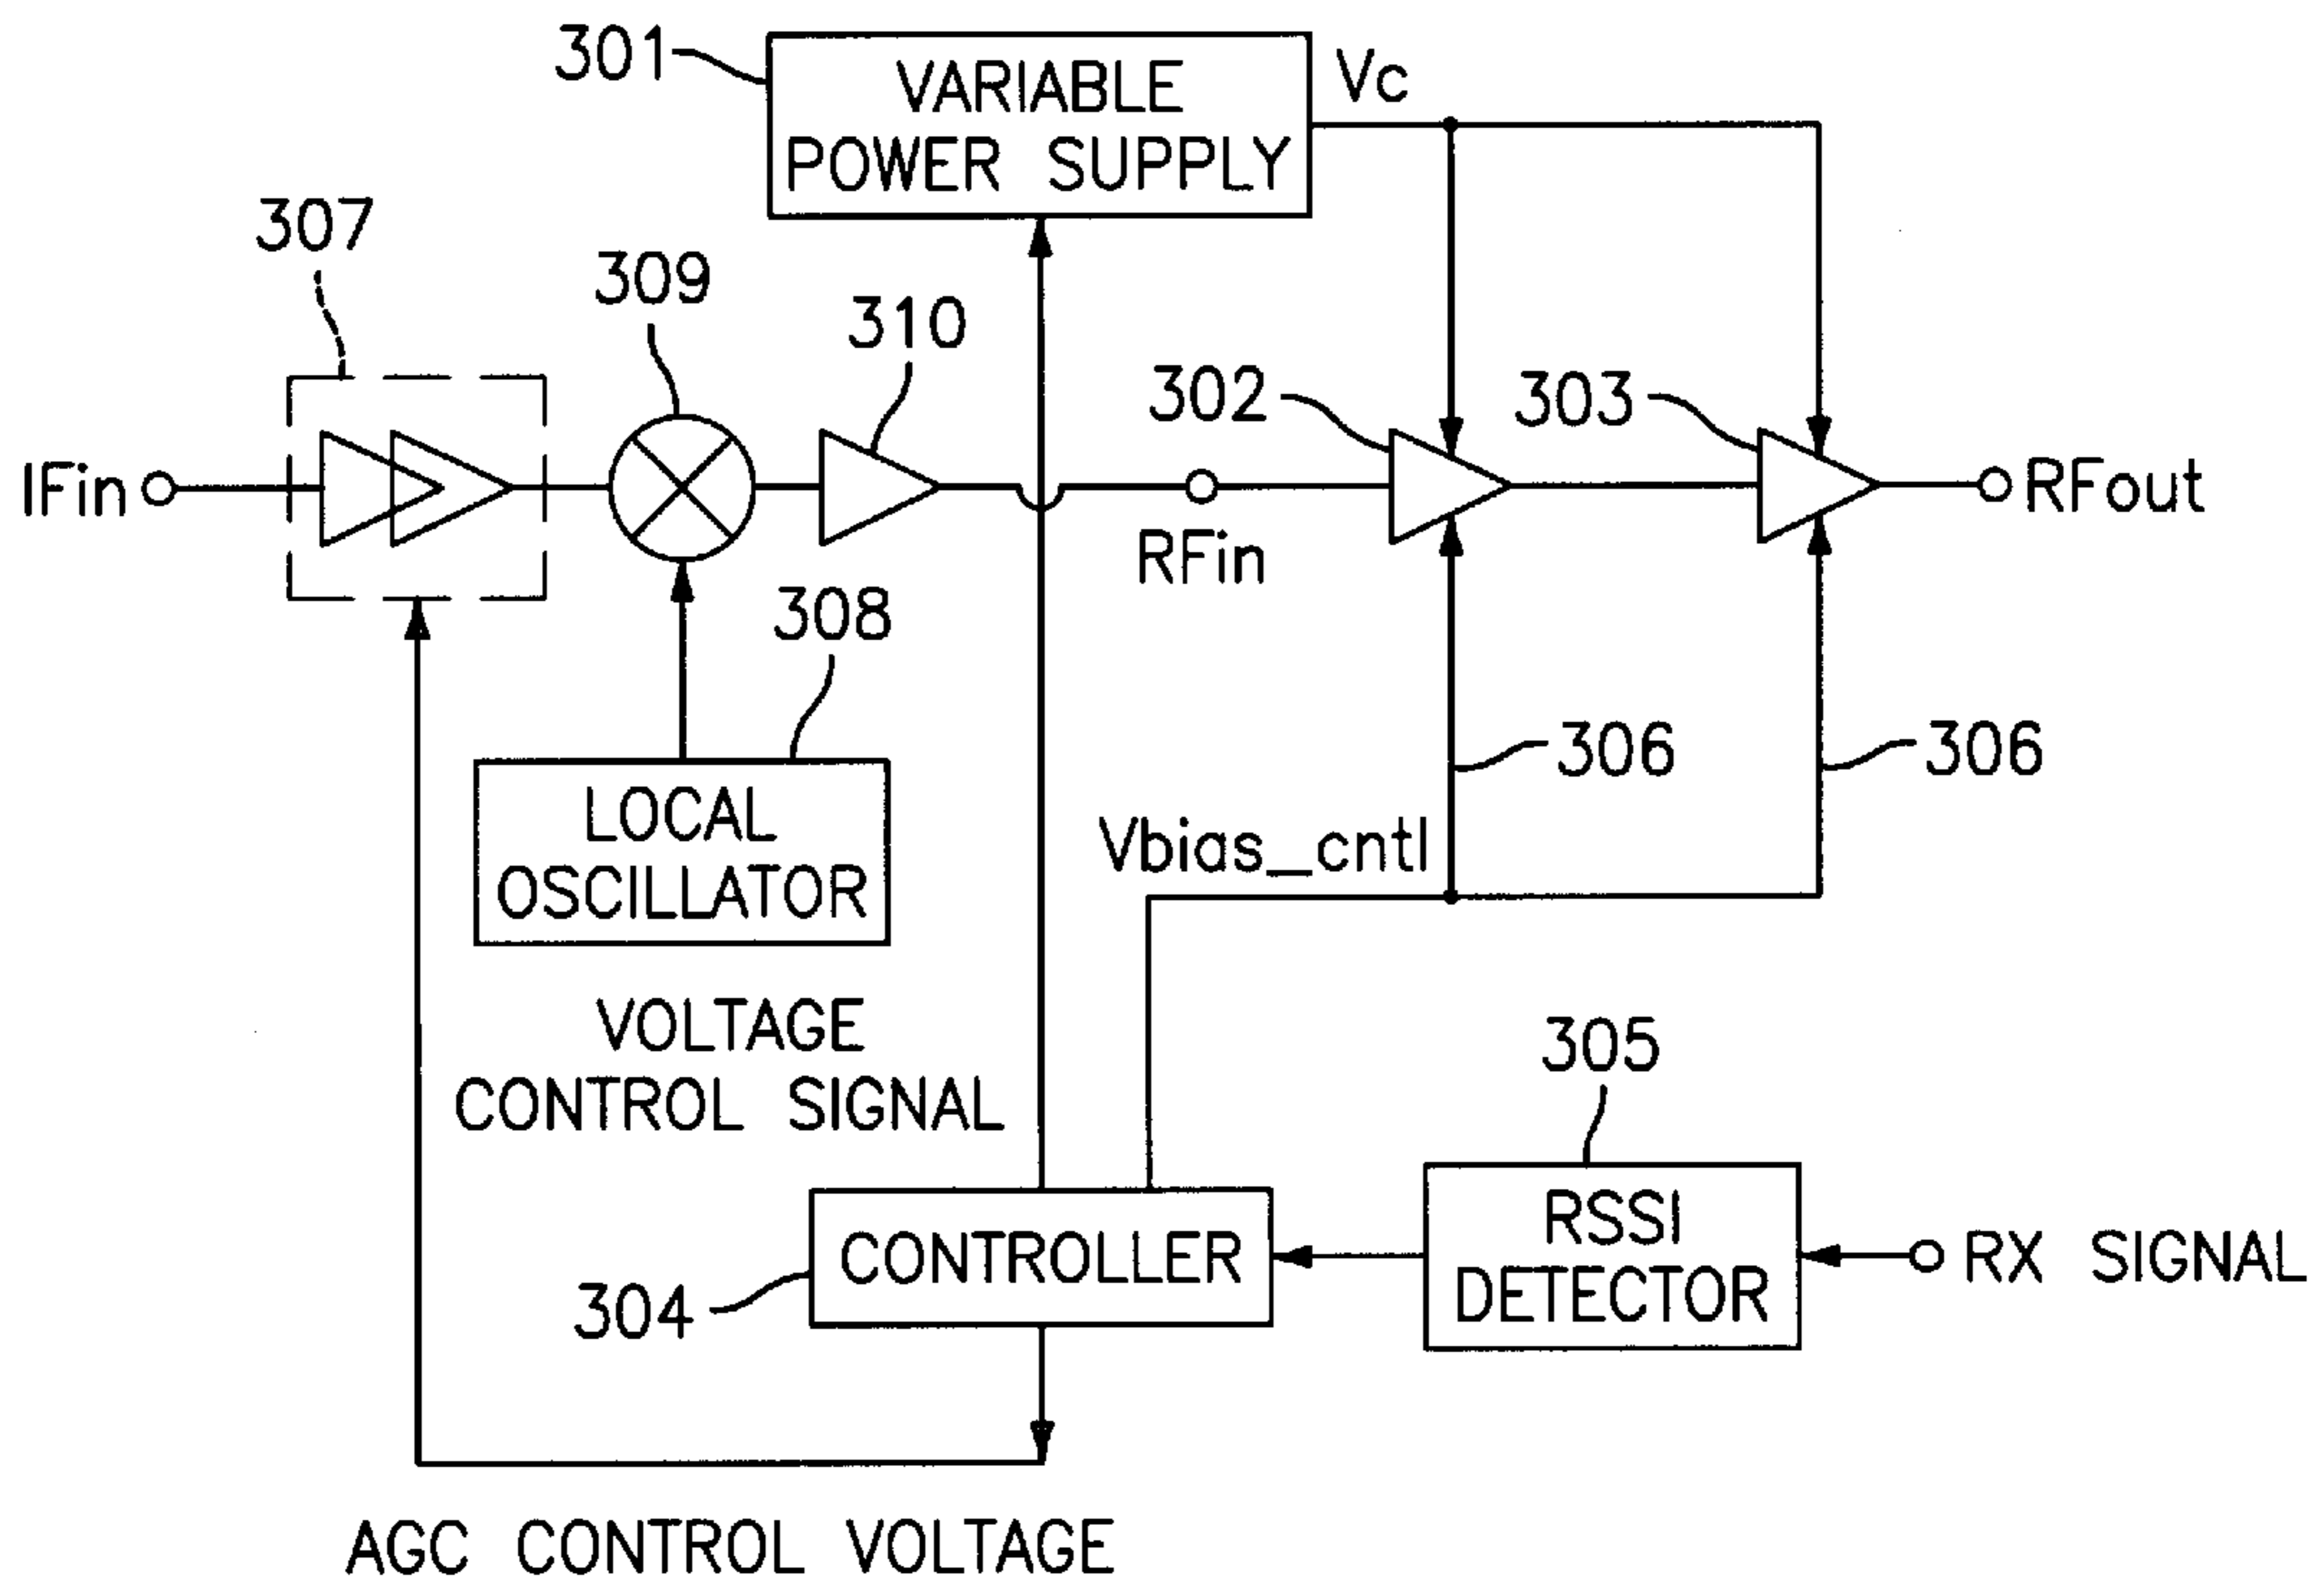 301
VARIABLE
POWER SUPPLY
Vc
307
309
310
302
303
IFin
RFin
RFout
308
LOCAL
OSCILLATOR
306
306
Vbias_cntl
VOLTAGE
CONTROL SIGNAL
305
304
CONTROLLER
RSSI
DETECTOR
RX SIGNAL
AGC CONTROL VOLTAGE